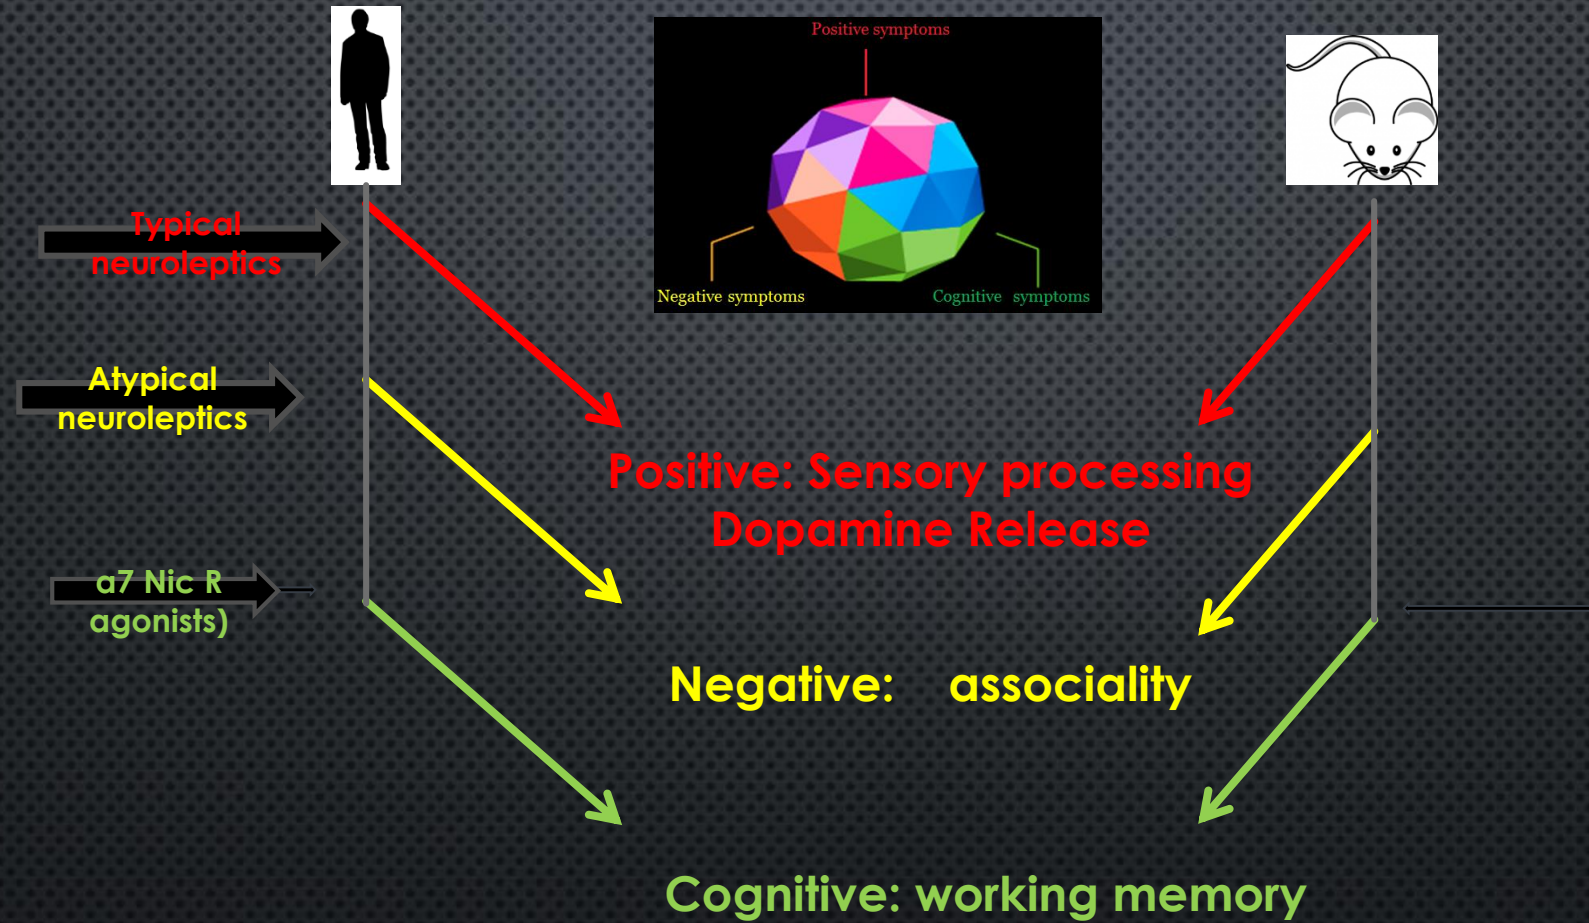 Positive symptoms
Negative symptoms
Cognitive symptoms
Typical
neuroleptics
Atypical
neuroleptics
a7 Nic R
agonists)
Positive: Sensory processing
Dopamine Release
Negative: associality
Cognitive: working memory